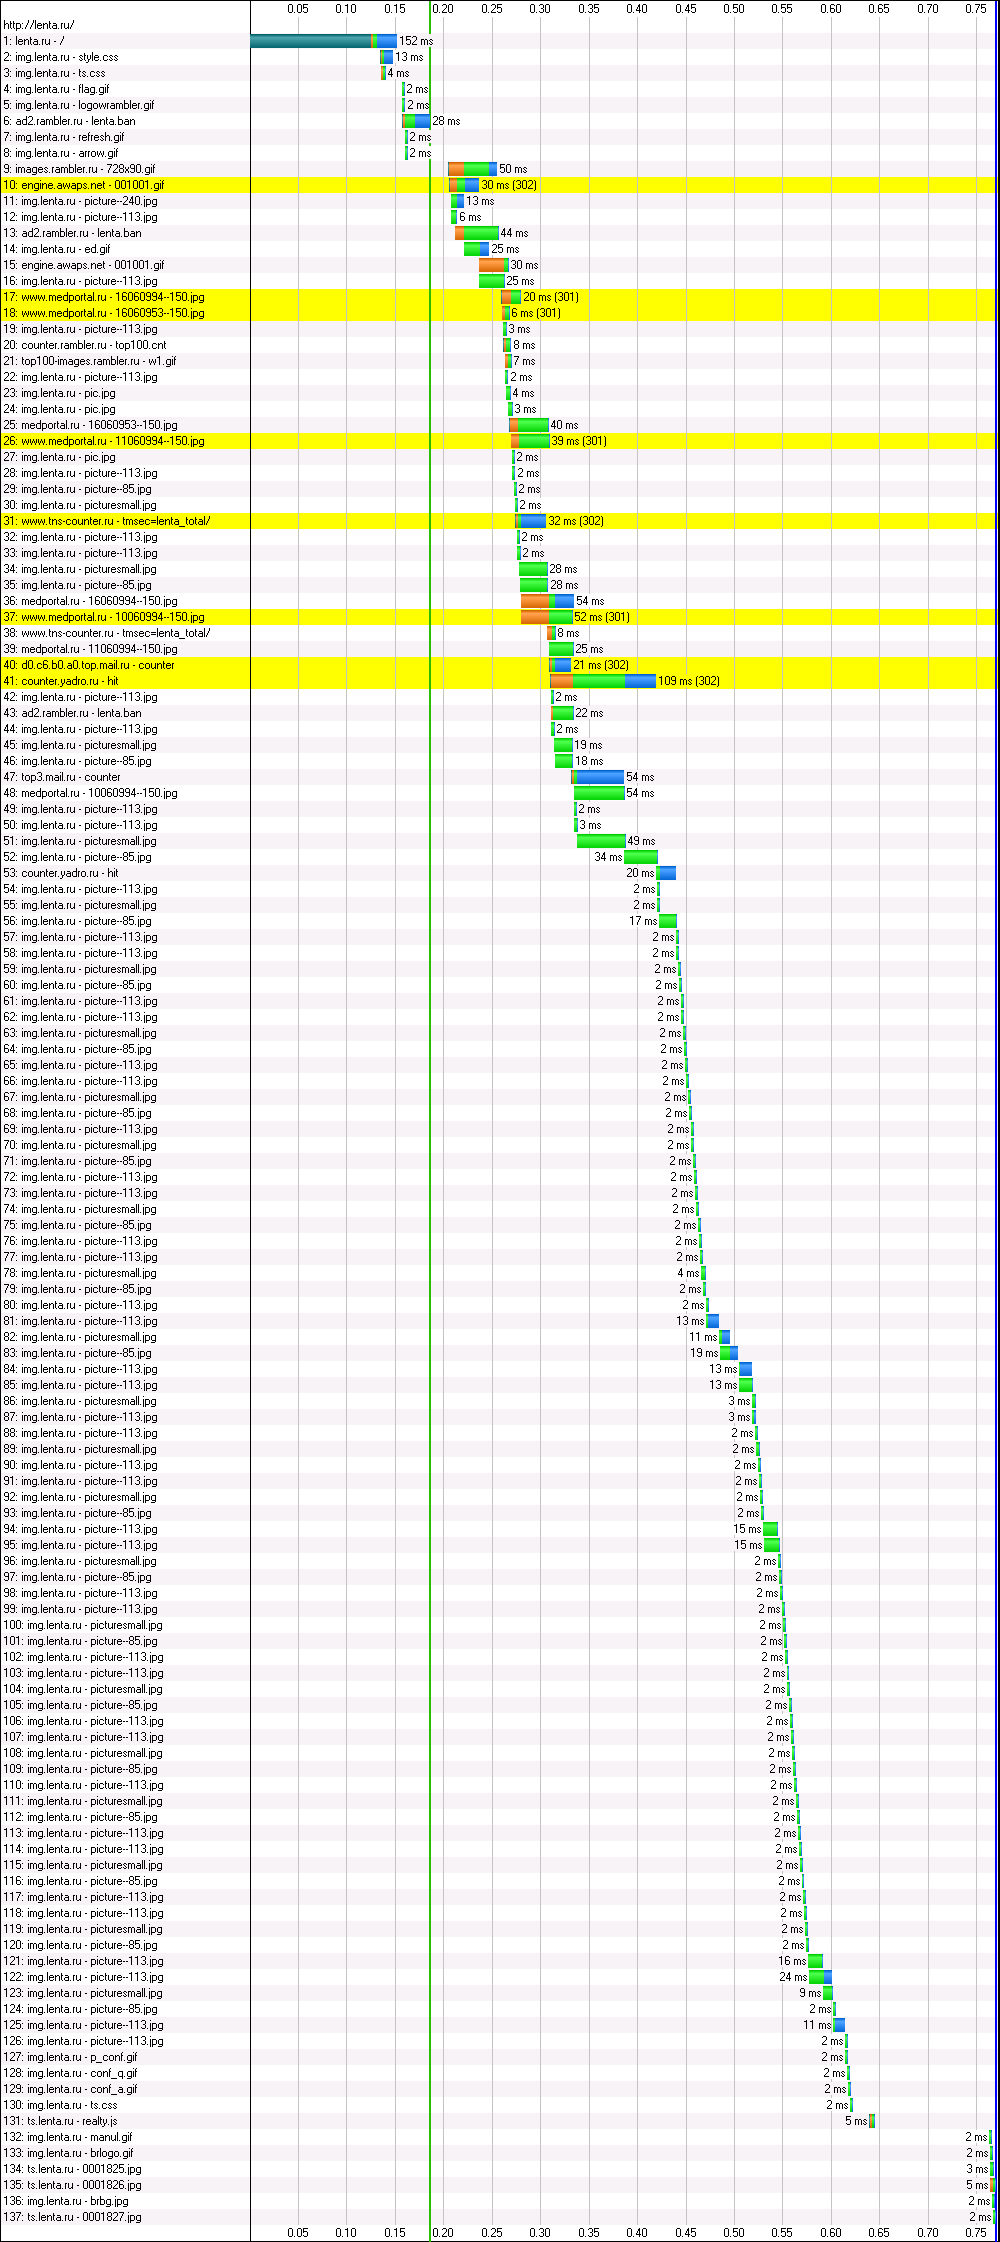 0.05 0.10 0.15 0.20 0.25 0.30 0.35 0.40 0.45 0.50 0.55 0.60 0.65 0.70 0.75
http://lenta.ru/
1: lenta.ru - / 152 ms
2: img.lenta.ru - style.css 13 ms
3: img.lenta.ru - ts.css 4 ms
4: img.lenta.ru - flag.gif 2 ms
5: img.lenta.ru - logowrambler.gif 2 ms
6: ad2.rambler.ru - lenta.ban 28 ms
7: img.lenta.ru - refresh.gif 2 ms
8: img.lenta.ru - arrow.gif 2 ms
9: images.rambler.ru - 728x90.gif 50 ms
10: engine.awaps.net - 001001.gif 30 ms (302)
11: img.lenta.ru - picture--240.jpg 13 ms
12: img.lenta.ru - picture--113.jpg 6 ms
13: ad2.rambler.ru - lenta.ban 44 ms
14: img.lenta.ru - ed.gif 25 ms
15: engine.awaps.net - 001001.gif 30 ms
16: img.lenta.ru - picture--113.jpg 25 ms
17: www.medportal.ru - 16060994--150.jpg 20 ms (301)
18: www.medportal.ru - 16060953--150.jpg 6 ms (301)
19: img.lenta.ru - picture--113.jpg 3 ms
20: counter.rambler.ru - top100.cnt 8 ms
21: top100-images.rambler.ru - w1.gif 7 ms
22: img.lenta.ru - picture--113.jpg 2 ms
23: img.lenta.ru - pic.jpg 4 ms
24: img.lenta.ru - pic.jpg 3 ms
25: medportal.ru - 16060953--150.jpg 40 ms
26: www.medportal.ru - 11060994--150.jpg 39 ms (301)
27: img.lenta.ru - pic.jpg 2 ms
28: img.lenta.ru - picture--113.jpg 2 ms
29: img.lenta.ru - picture--85.jpg 2 ms
30: img.lenta.ru - picturesmall.jpg 2 ms
31: www.tns-counter.ru - tmsec=lenta_total/ 32 ms (302)
32: img.lenta.ru - picture--113.jpg 2 ms
33: img.lenta.ru - picture--113.jpg 2 ms
34: img.lenta.ru - picturesmall.jpg 28 ms
35: img.lenta.ru - picture--85.jpg 28 ms
36: medportal.ru - 16060994--150.jpg 54 ms
37: www.medportal.ru - 10060994--150.jpg 52 ms (301)
38: www.tns-counter.ru - tmsec=lenta_total/ 8 ms
39: medportal.ru - 11060994--150.jpg 25 ms
40: d0.c6.b0.a0.top.mail.ru - counter 21 ms (302)
41: counter.yadro.ru - hit 109 ms (302)
42: img.lenta.ru - picture--113.jpg 2 ms
43: ad2.rambler.ru - lenta.ban 22 ms
44: img.lenta.ru - picture--113.jpg 2 ms
45: img.lenta.ru - picturesmall.jpg 19 ms
46: img.lenta.ru - picture--85.jpg 18 ms
47: top3.mail.ru - counter 54 ms
48: medportal.ru - 10060994--150.jpg 54 ms
49: img.lenta.ru - picture--113.jpg 2 ms
50: img.lenta.ru - picture--113.jpg 3 ms
51: img.lenta.ru - picturesmall.jpg 49 ms
52: img.lenta.ru - picture--85.jpg 34 ms
53: counter.yadro.ru - hit 20 ms
54: img.lenta.ru - picture--113.jpg 2 ms
55: img.lenta.ru - picturesmall.jpg 2 ms
56: img.lenta.ru - picture--85.jpg 17 ms
57: img.lenta.ru - picture--113.jpg 2 ms
58: img.lenta.ru - picture--113.jpg 2 ms
59: img.lenta.ru - picturesmall.jpg 2 ms
60: img.lenta.ru - picture--85.jpg 2 ms
61: img.lenta.ru - picture--113.jpg 2 ms
62: img.lenta.ru - picture--113.jpg 2 ms
63: img.lenta.ru - picturesmall.jpg 2 ms
64: img.lenta.ru - picture--85.jpg 2 ms
65: img.lenta.ru - picture--113.jpg 2 ms
66: img.lenta.ru - picture--113.jpg 2 ms
67: img.lenta.ru - picturesmall.jpg 2 ms
68: img.lenta.ru - picture--85.jpg 2 ms
69: img.lenta.ru - picture--113.jpg 2 ms
70: img.lenta.ru - picturesmall.jpg 2 ms
71: img.lenta.ru - picture--85.jpg 2 ms
72: img.lenta.ru - picture--113.jpg 2 ms
73: img.lenta.ru - picture--113.jpg 2 ms
74: img.lenta.ru - picturesmall.jpg 2 ms
75: img.lenta.ru - picture--85.jpg 2 ms
76: img.lenta.ru - picture--113.jpg 2 ms
77: img.lenta.ru - picture--113.jpg 2 ms
78: img.lenta.ru - picturesmall.jpg 4 ms
79: img.lenta.ru - picture--85.jpg 2 ms
80: img.lenta.ru - picture--113.jpg 2 ms
81: img.lenta.ru - picture--113.jpg 13 ms
82: img.lenta.ru - picturesmall.jpg 11 ms
83: img.lenta.ru - picture--85.jpg 19 ms
84: img.lenta.ru - picture--113.jpg 13 ms
85: img.lenta.ru - picture--113.jpg 13 ms
86: img.lenta.ru - picturesmall.jpg 3 ms
87: img.lenta.ru - picture--113.jpg 3 ms
88: img.lenta.ru - picture--113.jpg 2 ms
89: img.lenta.ru - picturesmall.jpg 2 ms
90: img.lenta.ru - picture--113.jpg 2 ms
91: img.lenta.ru - picture--113.jpg 2 ms
92: img.lenta.ru - picturesmall.jpg 2 ms
93: img.lenta.ru - picture--85.jpg 2 ms
94: img.lenta.ru - picture--113.jpg 15 ms
95: img.lenta.ru - picture--113.jpg 15 ms
96: img.lenta.ru - picturesmall.jpg 2 ms
97: img.lenta.ru - picture--85.jpg 2 ms
98: img.lenta.ru - picture--113.jpg 2 ms
99: img.lenta.ru - picture--113.jpg 2 ms
100: img.lenta.ru - picturesmall.jpg 2 ms
101: img.lenta.ru - picture--85.jpg 2 ms
102: img.lenta.ru - picture--113.jpg 2 ms
103: img.lenta.ru - picture--113.jpg 2 ms
104: img.lenta.ru - picturesmall.jpg 2 ms
105: img.lenta.ru - picture--85.jpg 2 ms
106: img.lenta.ru - picture--113.jpg 2 ms
107: img.lenta.ru - picture--113.jpg 2 ms
108: img.lenta.ru - picturesmall.jpg 2 ms
109: img.lenta.ru - picture--85.jpg 2 ms
110: img.lenta.ru - picture--113.jpg 2 ms
111: img.lenta.ru - picturesmall.jpg 2 ms
112: img.lenta.ru - picture--85.jpg 2 ms
113: img.lenta.ru - picture--113.jpg 2 ms
114: img.lenta.ru - picture--113.jpg 2 ms
115: img.lenta.ru - picturesmall.jpg 2 ms
116: img.lenta.ru - picture--85.jpg 2 ms
117: img.lenta.ru - picture--113.jpg 2 ms
118: img.lenta.ru - picture--113.jpg 2 ms
119: img.lenta.ru - picturesmall.jpg 2 ms
120: img.lenta.ru - picture--85.jpg 2 ms
121: img.lenta.ru - picture--113.jpg 16 ms
122: img.lenta.ru - picture--113.jpg 24 ms
123: img.lenta.ru - picturesmall.jpg 9 ms
124: img.lenta.ru - picture--85.jpg 2 ms
125: img.lenta.ru - picture--113.jpg 11 ms
126: img.lenta.ru - picture--113.jpg 2 ms
127: img.lenta.ru - p_conf.gif 2 ms
128: img.lenta.ru - conf_q.gif 2 ms
129: img.lenta.ru - conf_a.gif 2 ms
130: img.lenta.ru - ts.css 2 ms
131: ts.lenta.ru - realty.js 5 ms
132: img.lenta.ru - manul.gif 2 ms
133: img.lenta.ru - brlogo.gif 2 ms
134: ts.lenta.ru - 0001825.jpg 3 ms
135: ts.lenta.ru - 0001826.jpg 5 ms
136: img.lenta.ru - brbg.jpg 2 ms
137: ts.lenta.ru - 0001827.jpg 2 ms
0.05 0.10 0.15 0.20 0.25 0.30 0.35 0.40 0.45 0.50 0.55 0.60 0.65 0.70 0.75